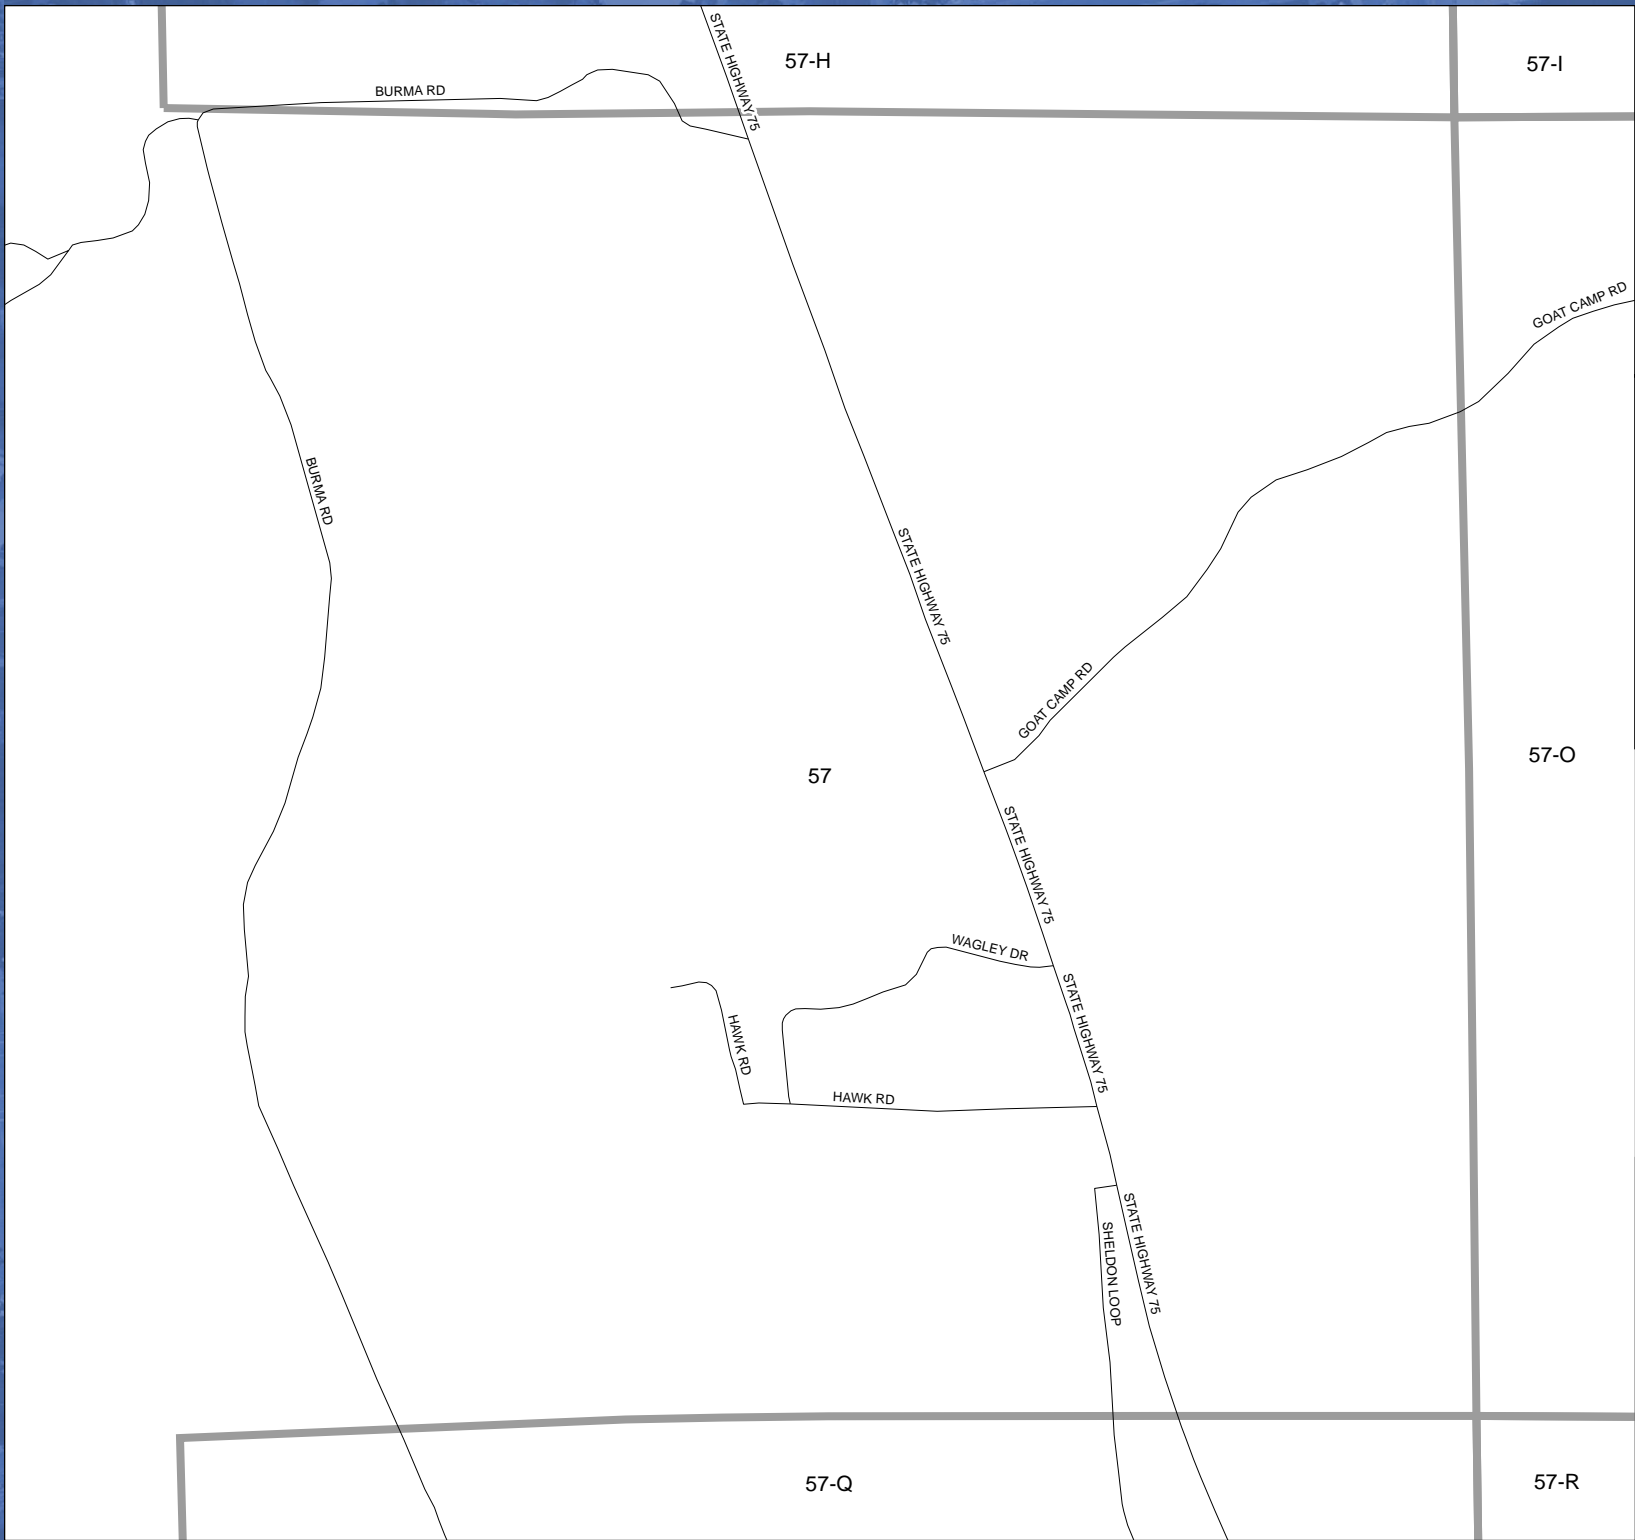 STATE HIGHWAY 75
57-H
57-I
BURMA RD
GOAT CAMP RD
BURMA RD
STATE HIGHWAY 75
GOAT CAMP RD
57
57-O
STATE HIGHWAY 75
WAGLEY DR
STATE HIGHWAY 75
HAWK RD
HAWK RD
STATE HIGHWAY 75
SHELDON LOOP
57-Q
57-R